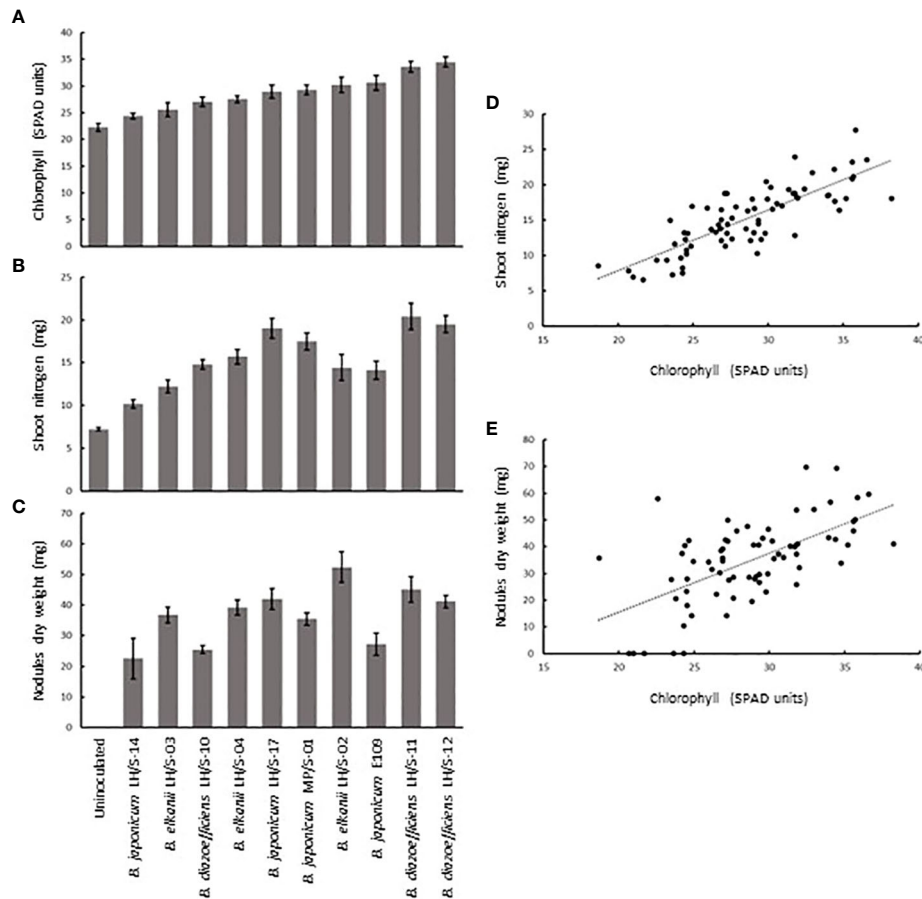 A
Chlorophyll (SPAD units)
40
35
30
25
20
15
10
5
0
B
Shoot nitrogen (mg)
25
20
15
10
5
0
C
Nodules dry weight (mg)
70
60
50
40
30
20
10
0
Uninoculated
B. japonicum LH/S-14
B. elkanii LH/S-03
B. diazoefficiens LH/S-10
B. elkanii LH/S-04
B. japonicum LH/S-17
B. japonicum MP/S-01
B. elkanii LH/S-02
B. japonicum E109
B. diazoefficiens LH/S-11
B. diazoefficiens LH/S-12
D
Shoot nitrogen (mg)
30
25
20
15
10
5
0
15
20
25
30
35
40
Chlorophyll (SPAD units)
E
Nodules dry weight (mg)
80
70
60
50
40
30
20
10
0
15
20
25
30
35
40
Chlorophyll (SPAD units)